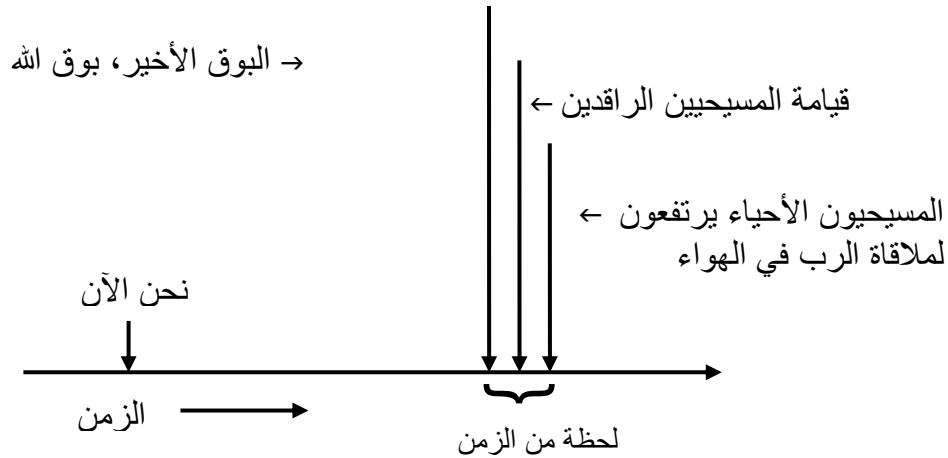 ← البوق الأخير، بوق الله
قيامة المسيحيين الراقدين ←
المسيحيون الأحياء يرتفعون ←
لملاقاة الرب في الهواء
نحن الآن
الزمن
لحظة من الزمن